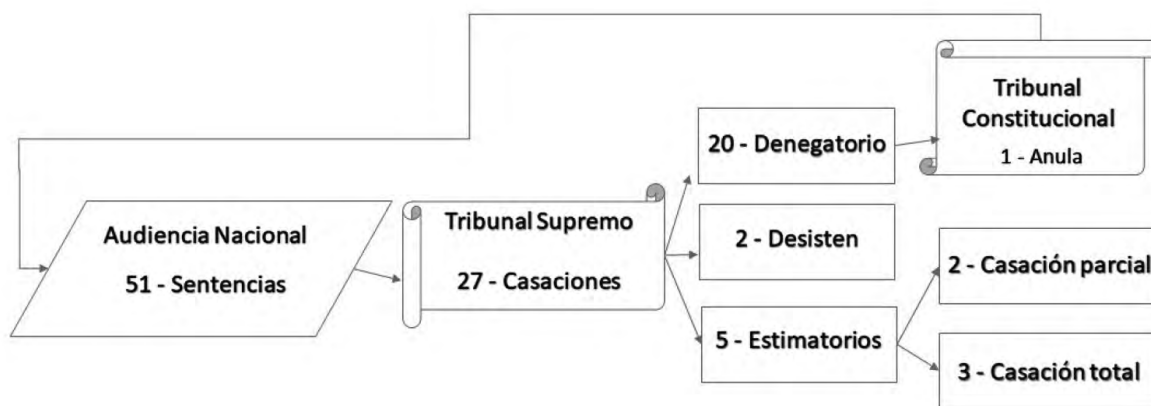 Audiencia Nacional
51 - Sentencias
Tribunal Supremo
27 - Casaciones
20 - Denegatorio
2 - Desisten
5 - Estimatorios
Tribunal
Constitucional
1 - Anula
2 - Casación parcial
3 - Casación total